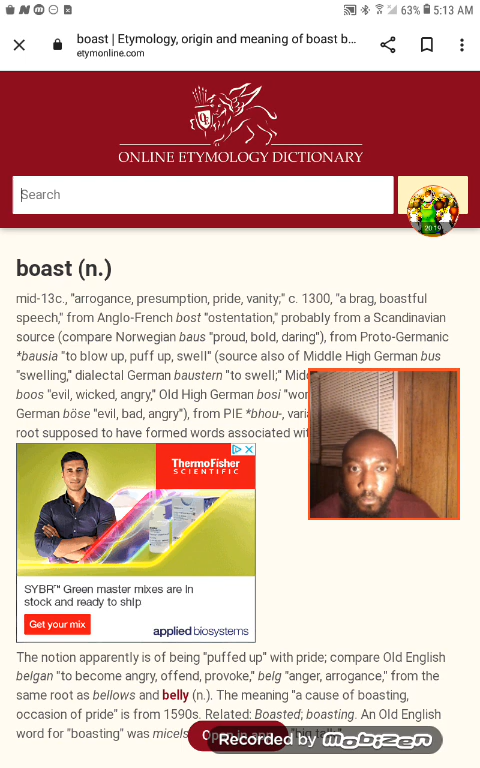 63% 5:13 AM
boast | Etymology, origin and meaning of boast b...
etymonline.com
ONLINE ETYMOLOGY DICTIONARY
Search
2019
boast (n.)
mid-13c., "arrogance, presumption, pride, vanity;" c. 1300, "a brag, boastful
speech," from Anglo-French bost "ostentation," probably from a Scandinavian
source (compare Norwegian baus "proud, bold, daring"), from Proto-Germanic
*bausia "to blow up, puff up, swell" (source also of Middle High German bus
"swelling," dialectal German baustern "to swell;"
boos "evil, wicked, angry," Old High German bosi
German böse "evil, bad, angry"), from PIE *bhou-,
root supposed to have formed words associated
ThermoFisher
SCIENTIFIC
SYBR™ Green master mixes are in
stock and ready to ship
Get your mix
applied biosystems
The notion apparently is of being "puffed up" with pride; compare Old English
belgan "to become angry, offend, provoke," belg "anger, arrogance," from the
same root as bellows and belly (n.). The meaning "a cause of boasting,
occasion of pride" is from 1590s. Related: Boasted; boasting. An Old English
word for "boasting" was
Recorded by mobizen